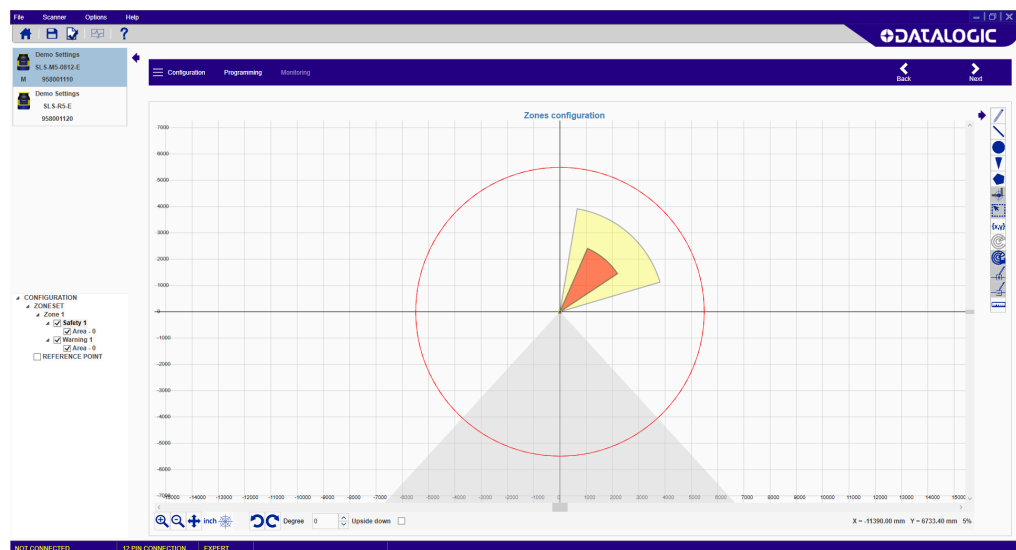 File Scanner Options Help
DATALOGIC
Demo Settings
SLS-M5-0812-E
M 958001110
Demo Settings
SLS-R5-E
958001120
Configuration Programming Monitoring
Back Next
Zones configuration
7000
6000
5000
4000
3000
2000
1000
0
-1000
-2000
-3000
-4000
-5000
-6000
-7000
-15000 -14000 -13000 -12000 -11000 -10000 -9000 -8000 -7000 -6000 -5000 -4000 -3000 -2000 -1000 0 1000 2000 3000 4000 5000 6000 7000 8000 9000 10000 11000 12000 13000 14000 15000
{x,y}
CONFIGURATION
ZONESET
Zone 1
Safety 1
Area - 0
Warning 1
Area - 0
REFERENCE POINT
inch Degree 0 Upside down
X = -11390.00 mm Y = 6733.40 mm 5%
NOT CONNECTED 12 PIN CONNECTION EXPERT